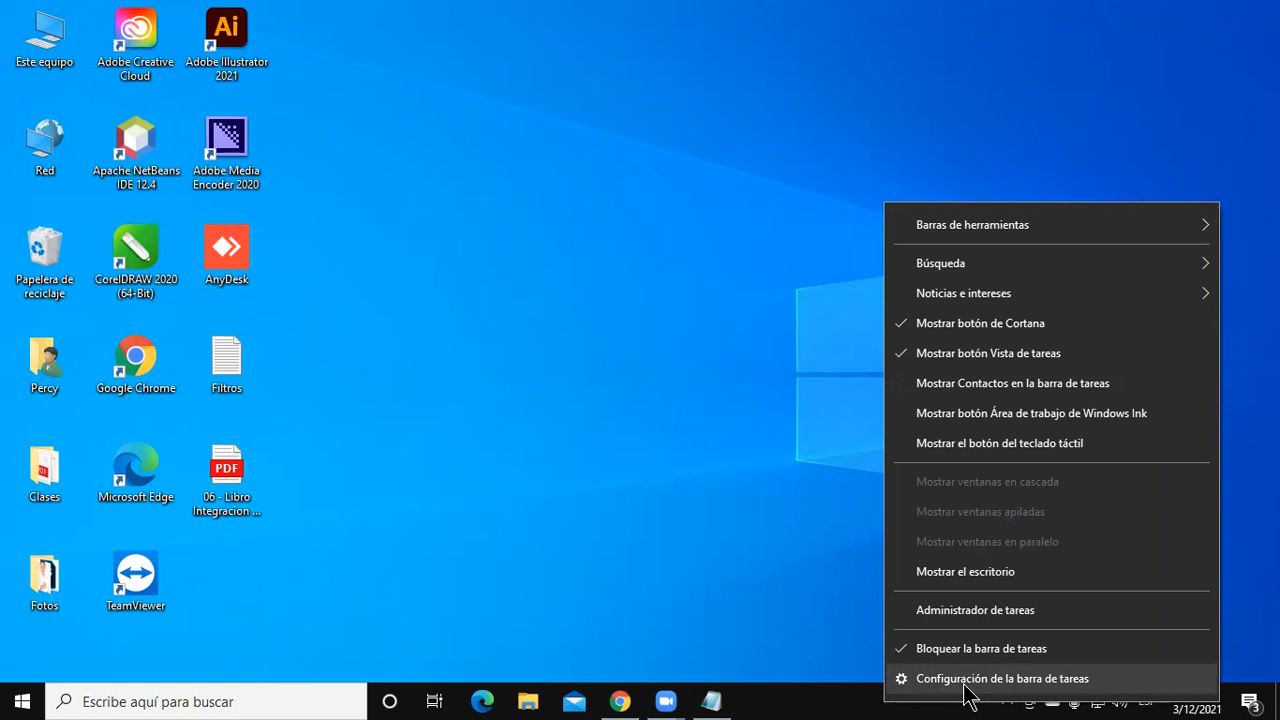 Este equipo
Adobe Creative
Cloud
Ai
Adobe Illustrator
2021
Red
Apache NetBeans
IDE 12.4
Adobe Media
Encoder 2020
Papelera de
reciclaje
CorelDRAW 2020
(64-Bit)
AnyDesk
Percy
Google Chrome
Filtros
Clases
Microsoft Edge
PDF
06 - Libro
Integracion ...
Fotos
TeamViewer
Barras de herramientas
Búsqueda
Noticias e intereses
Mostrar botón de Cortana
Mostrar botón Vista de tareas
Mostrar Contactos en la barra de tareas
Mostrar botón Área de trabajo de Windows Ink
Mostrar el botón del teclado táctil
Mostrar ventanas en cascada
Mostrar ventanas apiladas
Mostrar ventanas en paralelo
Mostrar el escritorio
Administrador de tareas
Bloquear la barra de tareas
Configuración de la barra de tareas
Escribe aquí para buscar
3/12/2021
3